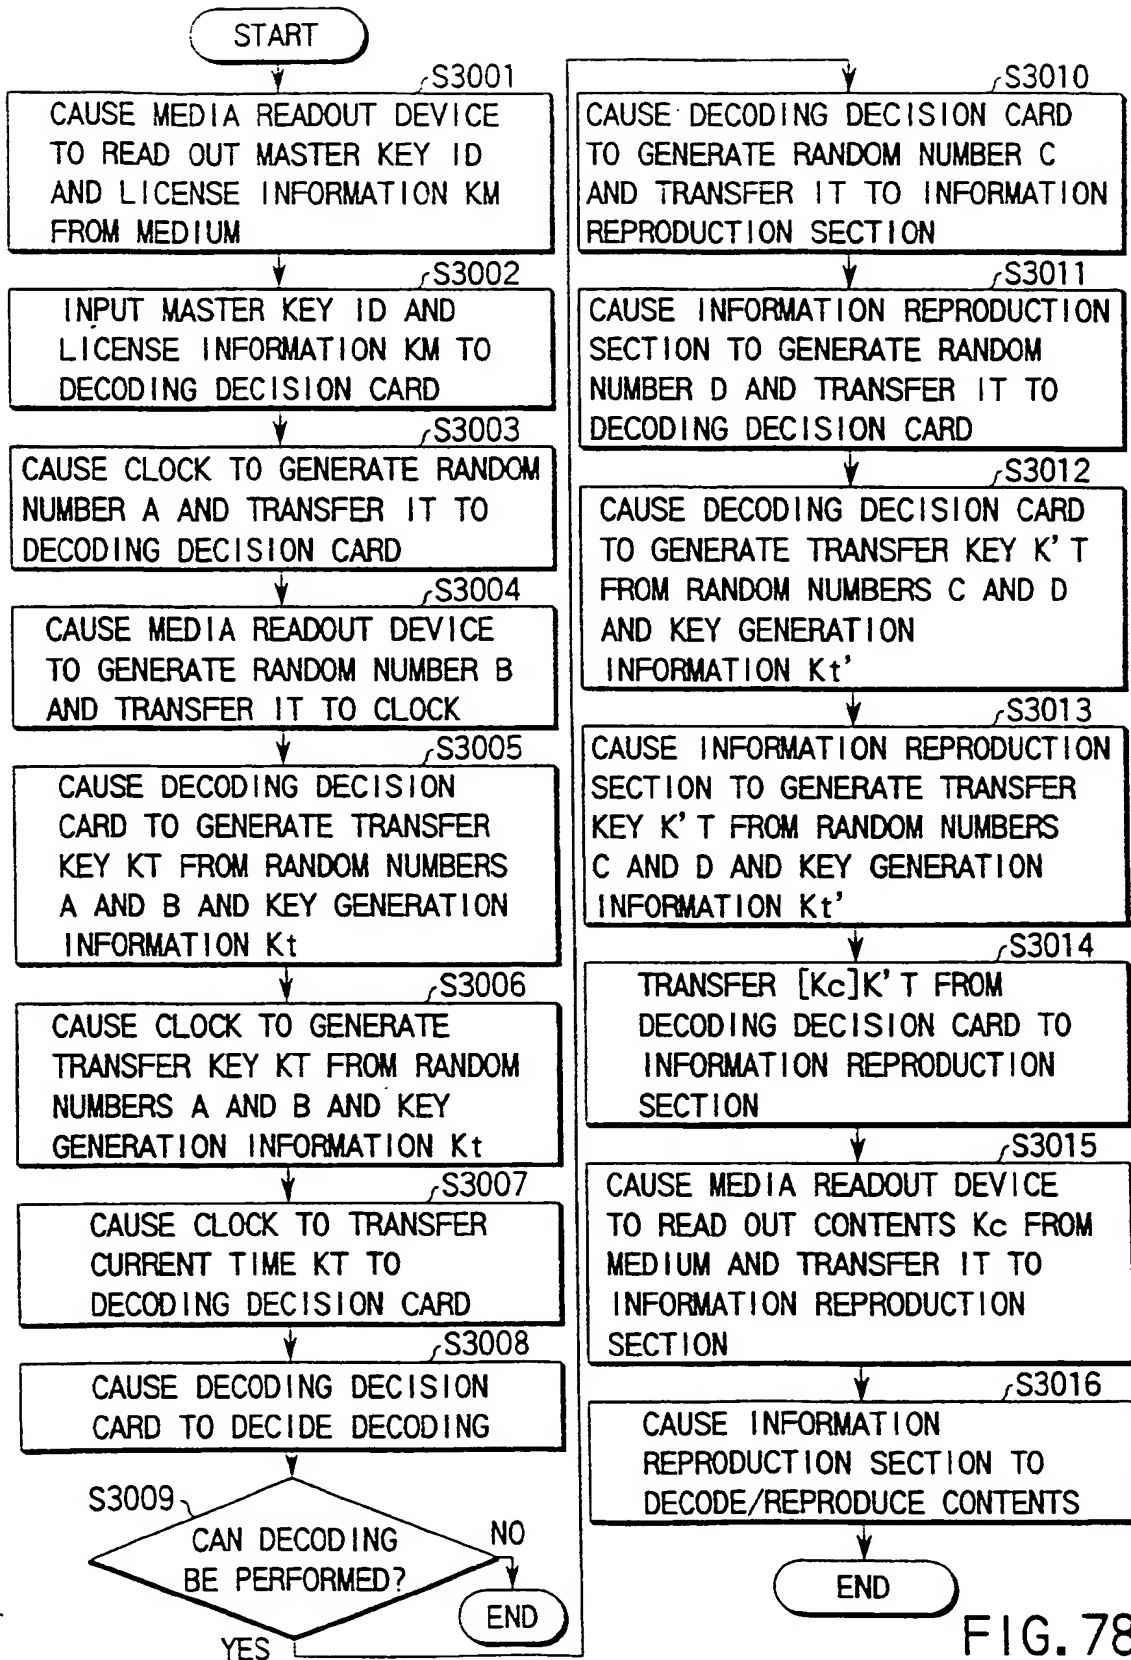 START
S3001
CAUSE MEDIA READOUT DEVICE
TO READ OUT MASTER KEY ID
AND LICENSE INFORMATION KM
FROM MEDIUM
S3002
INPUT MASTER KEY ID AND
LICENSE INFORMATION KM TO
DECODING DECISION CARD
S3003
CAUSE CLOCK TO GENERATE RANDOM
NUMBER A AND TRANSFER IT TO
DECODING DECISION CARD
S3004
CAUSE MEDIA READOUT DEVICE
TO GENERATE RANDOM NUMBER B
AND TRANSFER IT TO CLOCK
S3005
CAUSE DECODING DECISION
CARD TO GENERATE TRANSFER
KEY KT FROM RANDOM NUMBERS
A AND B AND KEY GENERATION
INFORMATION Kt
S3006
CAUSE CLOCK TO GENERATE
TRANSFER KEY KT FROM RANDOM
NUMBERS A AND B AND KEY
GENERATION INFORMATION Kt
S3007
CAUSE CLOCK TO TRANSFER
CURRENT TIME KT TO
DECODING DECISION CARD
S3008
CAUSE DECODING DECISION
CARD TO DECIDE DECODING
S3009
CAN DECODING
BE PERFORMED?
NO
END
YES
S3010
CAUSE DECODING DECISION CARD
TO GENERATE RANDOM NUMBER C
AND TRANSFER IT TO INFORMATION
REPRODUCTION SECTION
S3011
CAUSE INFORMATION REPRODUCTION
SECTION TO GENERATE RANDOM
NUMBER D AND TRANSFER IT TO
DECODING DECISION CARD
S3012
CAUSE DECODING DECISION CARD
TO GENERATE TRANSFER KEY K'T
FROM RANDOM NUMBERS C AND D
AND KEY GENERATION
INFORMATION Kt'
S3013
CAUSE INFORMATION REPRODUCTION
SECTION TO GENERATE TRANSFER
KEY K'T FROM RANDOM NUMBERS
C AND D AND KEY GENERATION
INFORMATION Kt'
S3014
TRANSFER [Kc]K'T FROM
DECODING DECISION CARD TO
INFORMATION REPRODUCTION
SECTION
S3015
CAUSE MEDIA READOUT DEVICE
TO READ OUT CONTENTS Kc FROM
MEDIUM AND TRANSFER IT TO
INFORMATION REPRODUCTION
SECTION
S3016
CAUSE INFORMATION
REPRODUCTION SECTION TO
DECODE/REPRODUCE CONTENTS
END
FIG. 78